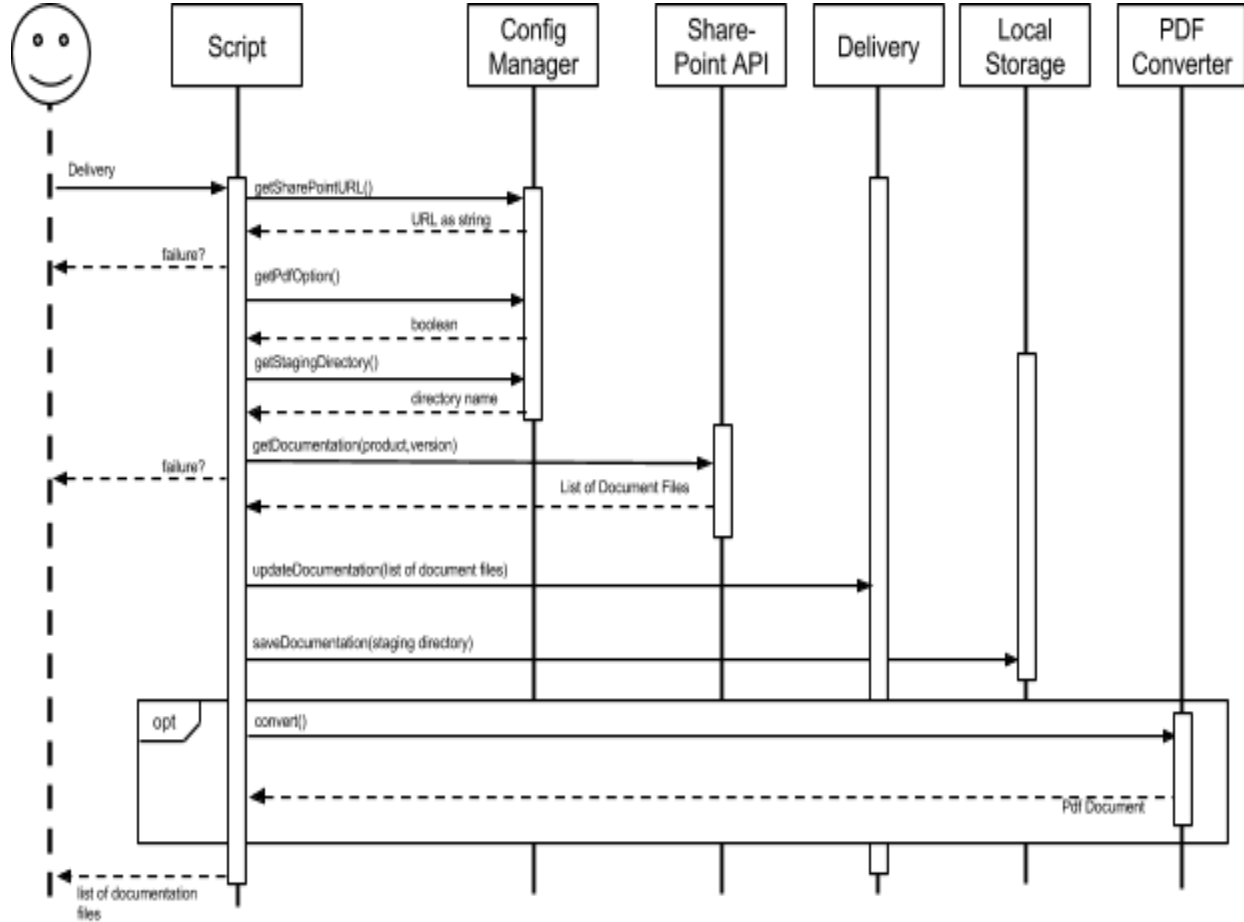 Script
Config
Manager
Share-
Point API
Delivery
Local
Storage
PDF
Converter
Delivery
getSharePointURL()
URL as string
failure?
getPdfOption()
boolean
getStagingDirectory()
directory name
getDocumentation(product,version)
failure?
List of Document Files
updateDocumentation(list of document files)
saveDocumentation(staging directory)
opt
convert()
Pdf Document
list of documentation
files